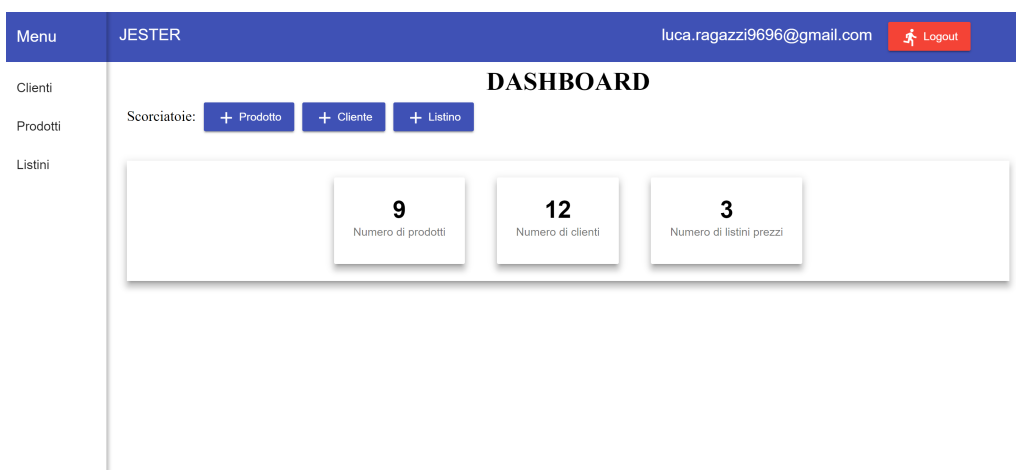 Menu
JESTER
luca.ragazzi9696@gmail.com
Logout
Clienti
Prodotti
Listini
DASHBOARD
Scorciatoie:
+ Prodotto
+ Cliente
+ Listino
9
Numero di prodotti
12
Numero di clienti
3
Numero di listini prezzi